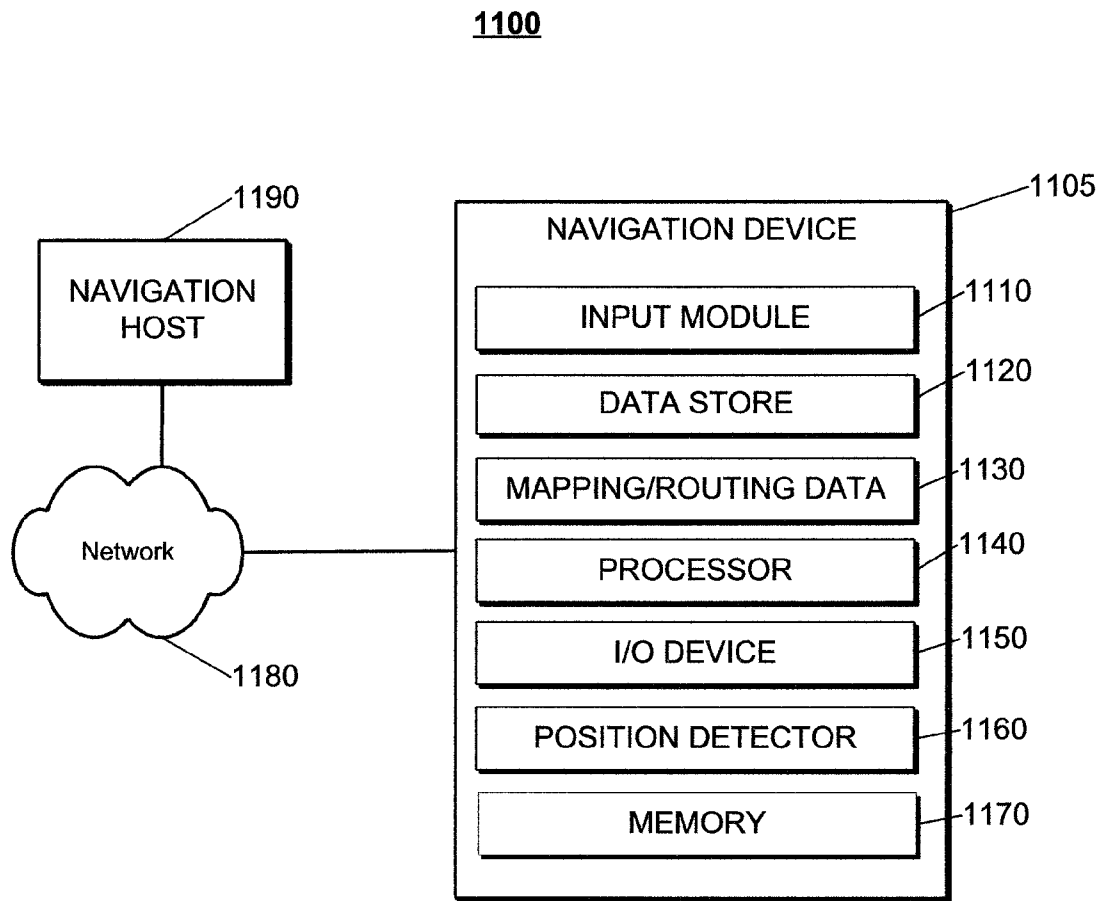 1100
1190
NAVIGATION
HOST
Network
1180
1105
NAVIGATION DEVICE
INPUT MODULE
1110
DATA STORE
1120
MAPPING/ROUTING DATA
1130
PROCESSOR
1140
I/O DEVICE
1150
POSITION DETECTOR
1160
MEMORY
1170